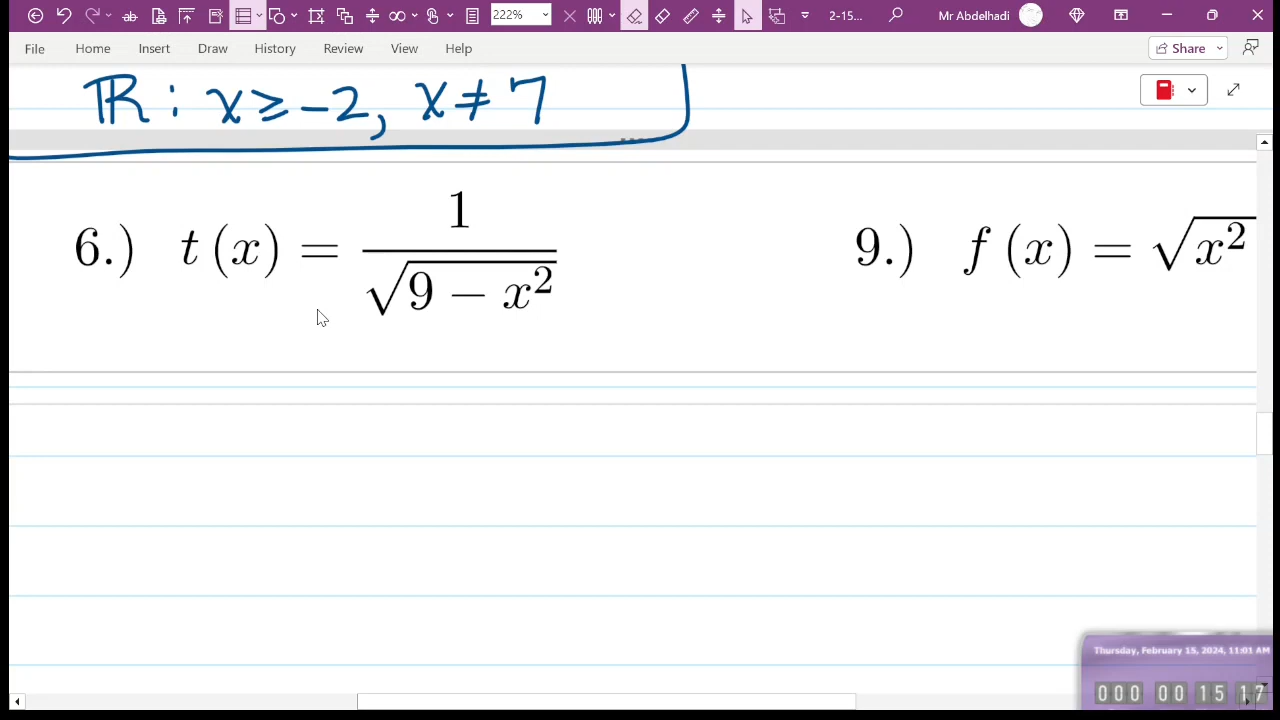 222%
2-15...
Mr Abdelhadi
File Home Insert Draw History Review View Help
Share
ℝ : x ≥ -2, x ≠ 7
6.) t(x) = 1/√(9 − x²)
9.) f(x) = √x²
Thursday, February 15, 2024, 11:01 AM
000 00 15 17